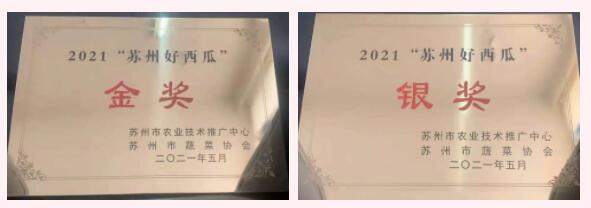 2021“苏州好西瓜”
金奖
苏州市农业技术推广中心
苏州市蔬菜协会
二〇二一年五月
2021“苏州好西瓜”
银奖
苏州市农业技术推广中心
苏州市蔬菜协会
二〇二一年五月